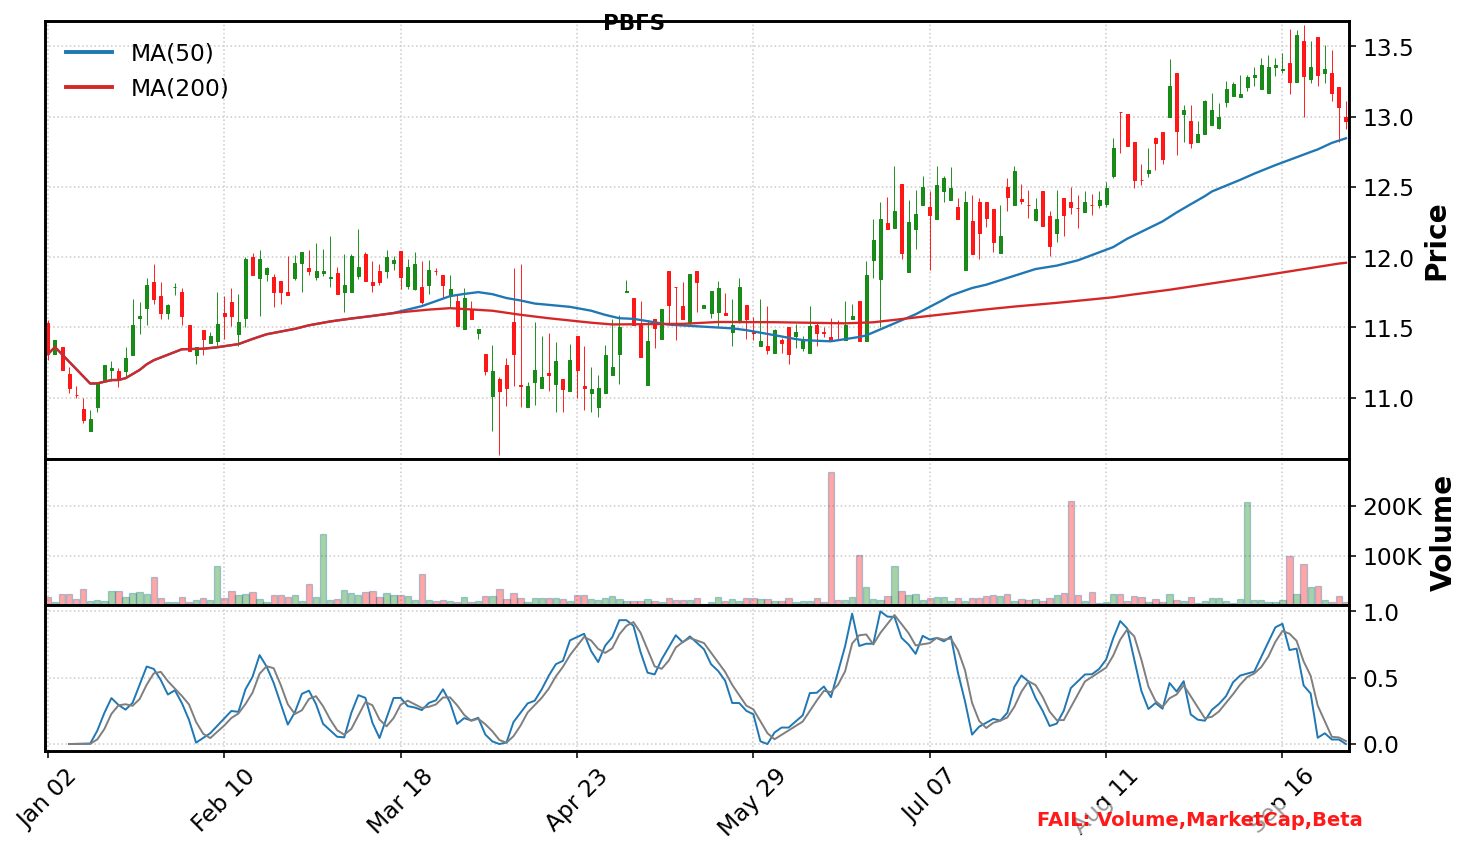 PBFS
MA(50)
MA(200)
13.5
13.0
12.5
12.0
11.5
11.0
Price
200K
100K
Volume
1.0
0.5
0.0
Jan 02
Feb 10
Mar 18
Apr 23
May 29
Jul 07
Aug 11
Sep 16
FAIL: Volume,MarketCap,Beta